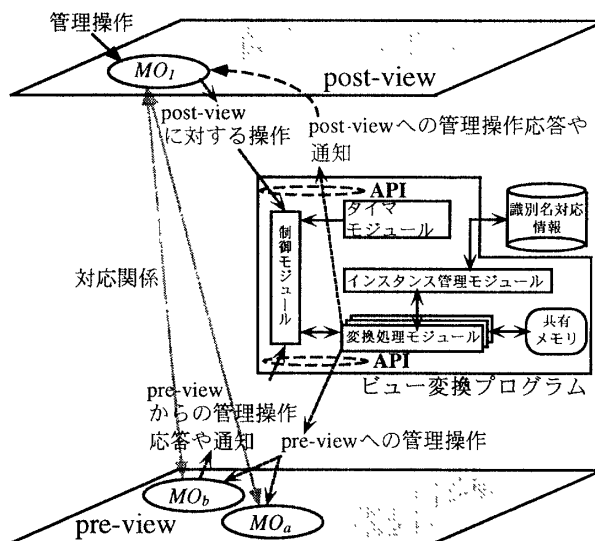 管理操作
MO1
post-view
post-view
に対する操作
post-viewへの管理操作応答や
通知
API
タイマ
モジュール
識別名対応
情報
制御モジュール
対応関係
インスタンス管理モジュール
変換処理モジュール
共有
メモリ
API
ビュー変換プログラム
pre-view
からの管理操作
応答や通知
pre-viewへの管理操作
MOb
pre-view
MOa